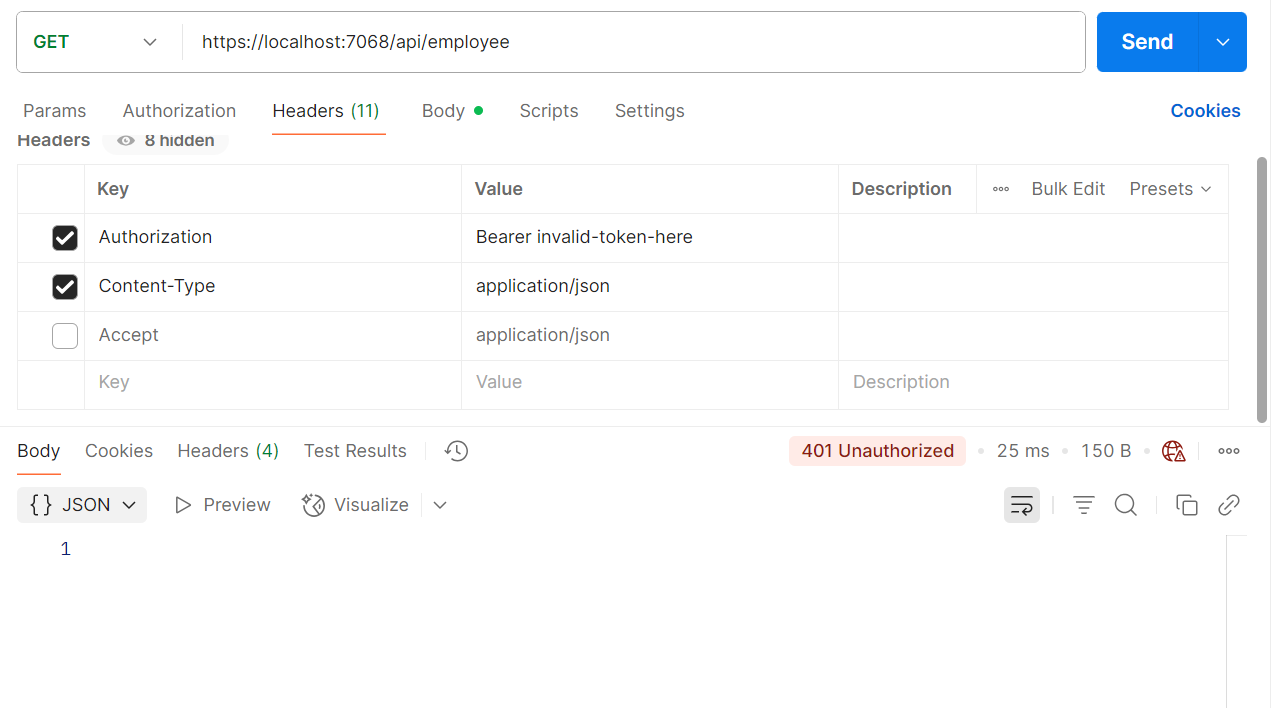 GET https://localhost:7068/api/employee Send
Params Authorization Headers (11) Body Scripts Settings Cookies
Headers 8 hidden
Key Value Description Bulk Edit Presets
Authorization Bearer invalid-token-here
Content-Type application/json
Accept application/json
Key Value Description
Body Cookies Headers (4) Test Results 401 Unauthorized • 25 ms • 150 B •
{} JSON Preview Visualize
1